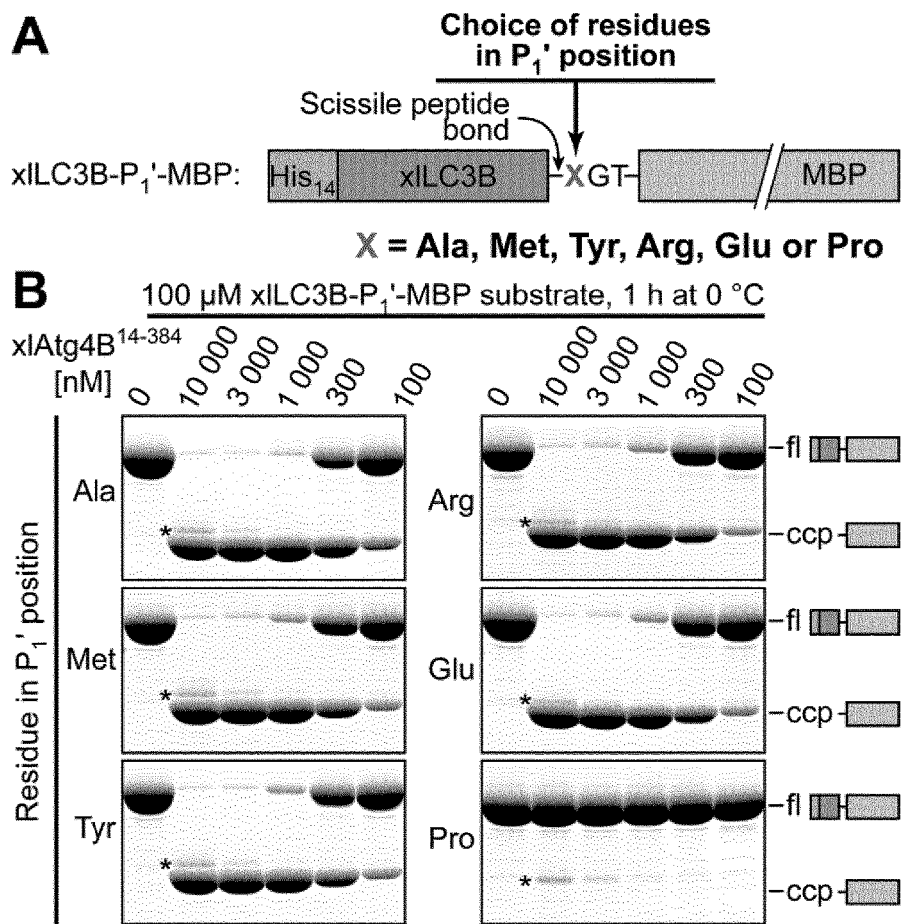 A
Choice of residues
in P1' position
Scissile peptide
bond
xlLC3B-P1'-MBP: His14 xlLC3B XGT MBP
X = Ala, Met, Tyr, Arg, Glu or Pro
B
100 µM xlLC3B-P1'-MBP substrate, 1 h at 0 °C
xlAtg4B14-384
[nM]
0 10 000 3 000 1 000 300 100
0 10 000 3 000 1 000 300 100
Residue in P1' position
Ala
*
Arg
*
fl
ccp
Met
*
Glu
*
fl
ccp
Tyr
*
Pro
*
fl
ccp